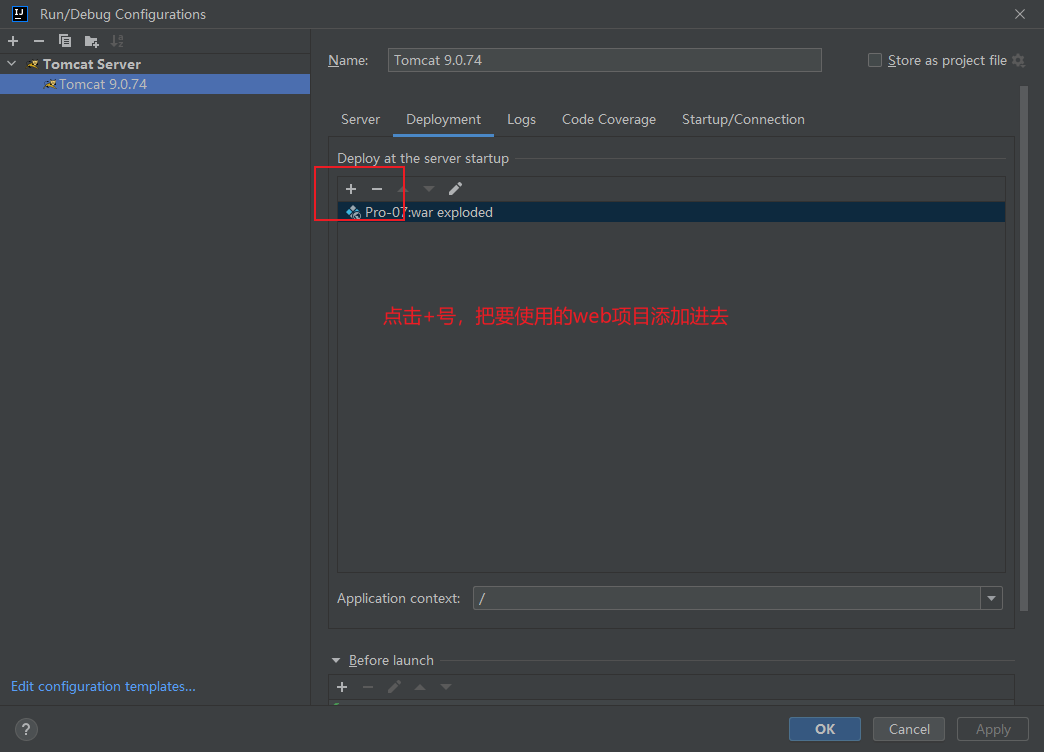 Run/Debug Configurations
Tomcat Server
Tomcat 9.0.74
Name:
Tomcat 9.0.74
Store as project file
Server
Deployment
Logs
Code Coverage
Startup/Connection
Deploy at the server startup
Pro-07:war exploded
点击+号，把要使用的web项目添加进去
Application context:
/
Before launch
Edit configuration templates...
?
OK
Cancel
Apply